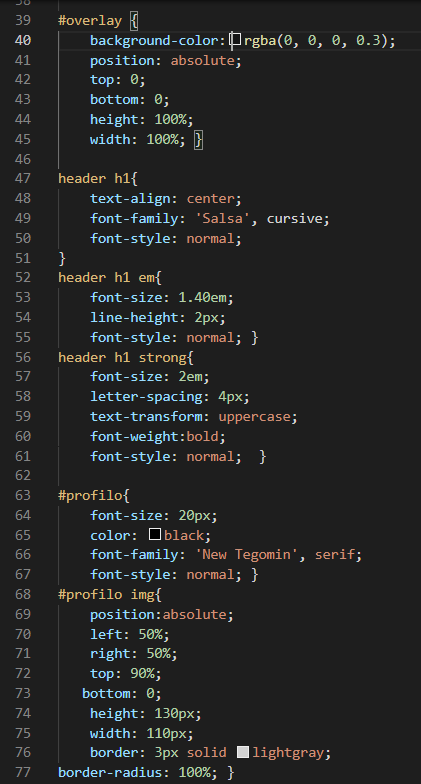 39 #overlay {
40 background-color: rgba(0, 0, 0, 0.3);
41 position: absolute;
42 top: 0;
43 bottom: 0;
44 height: 100%;
45 width: 100%; }
46
47 header h1{
48 text-align: center;
49 font-family: 'Salsa', cursive;
50 font-style: normal;
51 }
52 header h1 em{
53 font-size: 1.40em;
54 line-height: 2px;
55 font-style: normal; }
56 header h1 strong{
57 font-size: 2em;
58 letter-spacing: 4px;
59 text-transform: uppercase;
60 font-weight:bold;
61 font-style: normal;  }
62
63 #profilo{
64 font-size: 20px;
65 color: black;
66 font-family: 'New Tegomin', serif;
67 font-style: normal; }
68 #profilo img{
69 position:absolute;
70 left: 50%;
71 right: 50%;
72 top: 90%;
73 bottom: 0;
74 height: 130px;
75 width: 110px;
76 border: 3px solid lightgray;
77 border-radius: 100%; }